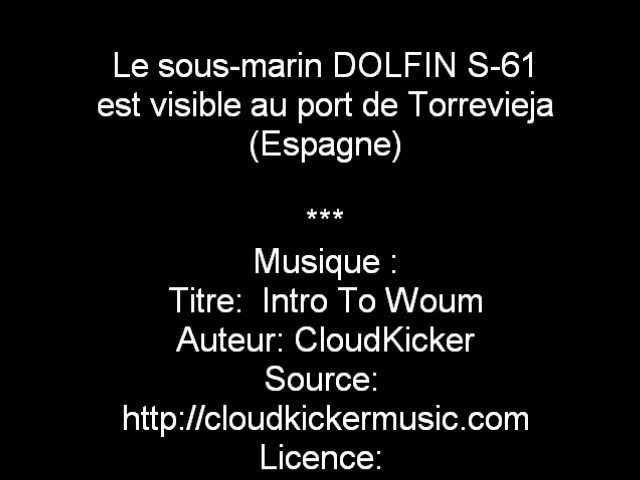 Le sous-marin DOLFIN S-61
est visible au port de Torrevieja
(Espagne)
***
Musique :
Titre:  Intro To Woum
Auteur: CloudKicker
Source:
http://cloudkickermusic.com
Licence: